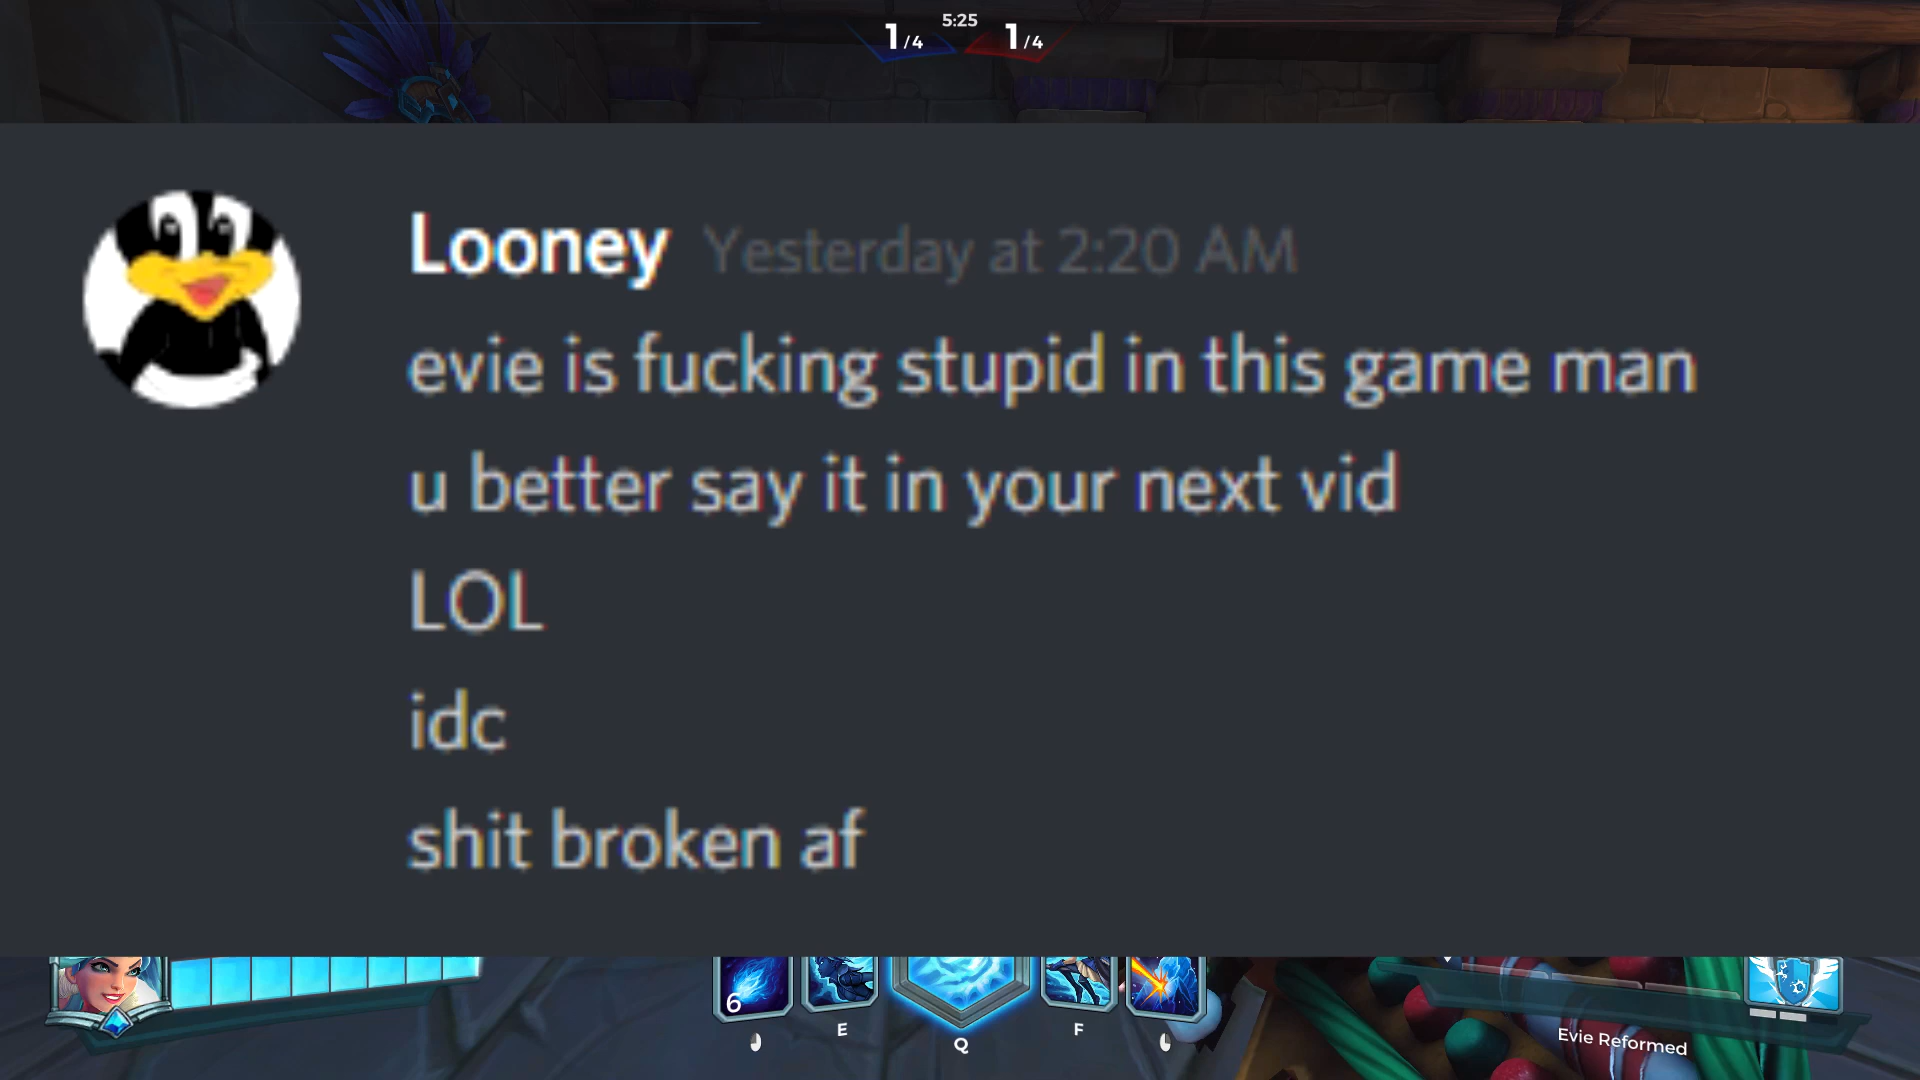 5:25
1/4 1/4
Looney Yesterday at 2:20 AM
evie is fucking stupid in this game man
u better say it in your next vid
LOL
idc
shit broken af
6
E
Q
F
Evie Reformed